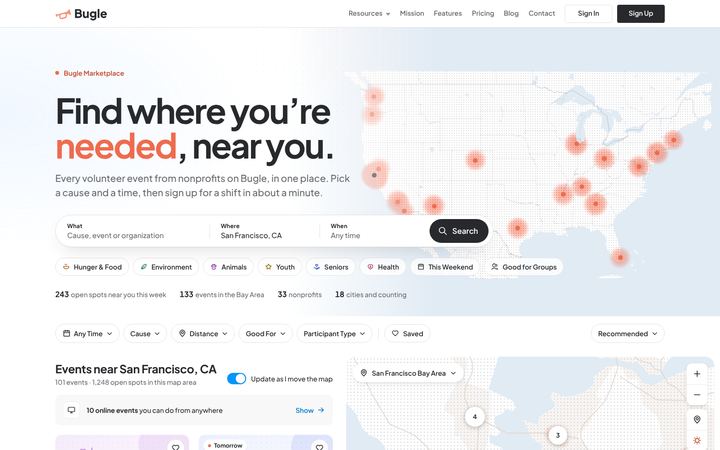 Bugle
Resources Mission Features Pricing Blog Contact Sign In Sign Up
Bugle Marketplace
Find where you're
needed, near you.
Every volunteer event from nonprofits on Bugle, in one place. Pick
a cause and a time, then sign up for a shift in about a minute.
What Where When
Cause, event or organization San Francisco, CA Any time Search
Hunger & Food Environment Animals Youth Seniors Health This Weekend Good for Groups
243 open spots near you this week 133 events in the Bay Area 33 nonprofits 18 cities and counting
Any Time Cause Distance Good For Participant Type Saved Recommended
Events near San Francisco, CA
101 events · 1,248 open spots in this map area
Update as I move the map
10 online events you can do from anywhere Show →
Tomorrow
San Francisco Bay Area
4
3